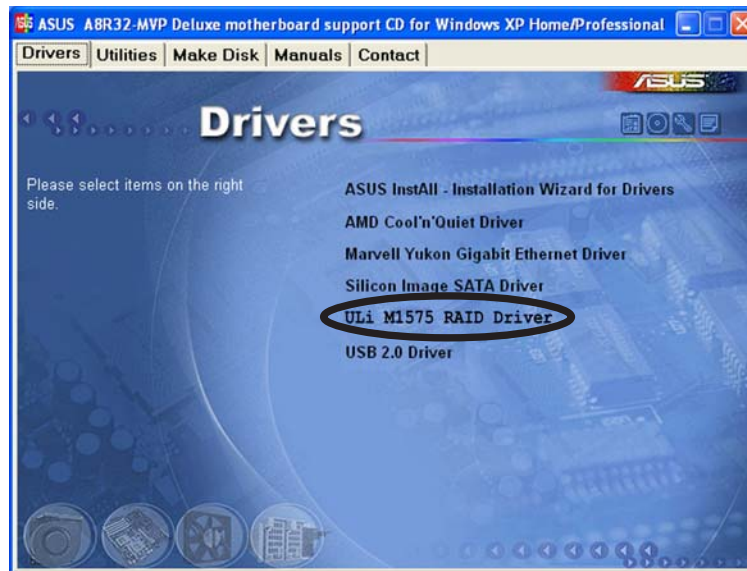 ASUS A8R32-MVP Deluxe motherboard support CD for Windows XP Home/Professional
Drivers Utilities Make Disk Manuals Contact
ASUS
Drivers
Please select items on the right
side.
ASUS InstAll - Installation Wizard for Drivers
AMD Cool'n'Quiet Driver
Marvell Yukon Gigabit Ethernet Driver
Silicon Image SATA Driver
ULi M1575 RAID Driver
USB 2.0 Driver